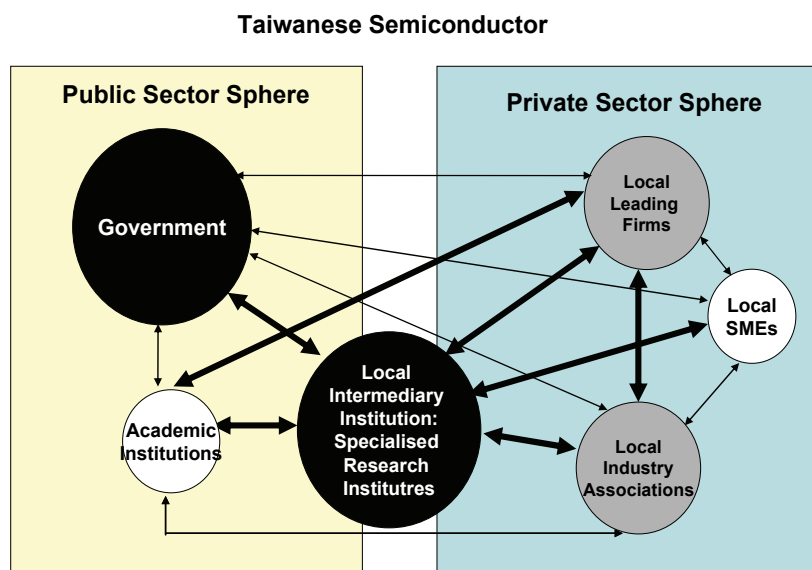 Taiwanese Semiconductor
Public Sector Sphere
Private Sector Sphere
Government
Local
Leading
Firms
Local
SMEs
Local
Intermediary
Institution:
Specialised
Research
Institutres
Academic
Institutions
Local
Industry
Associations